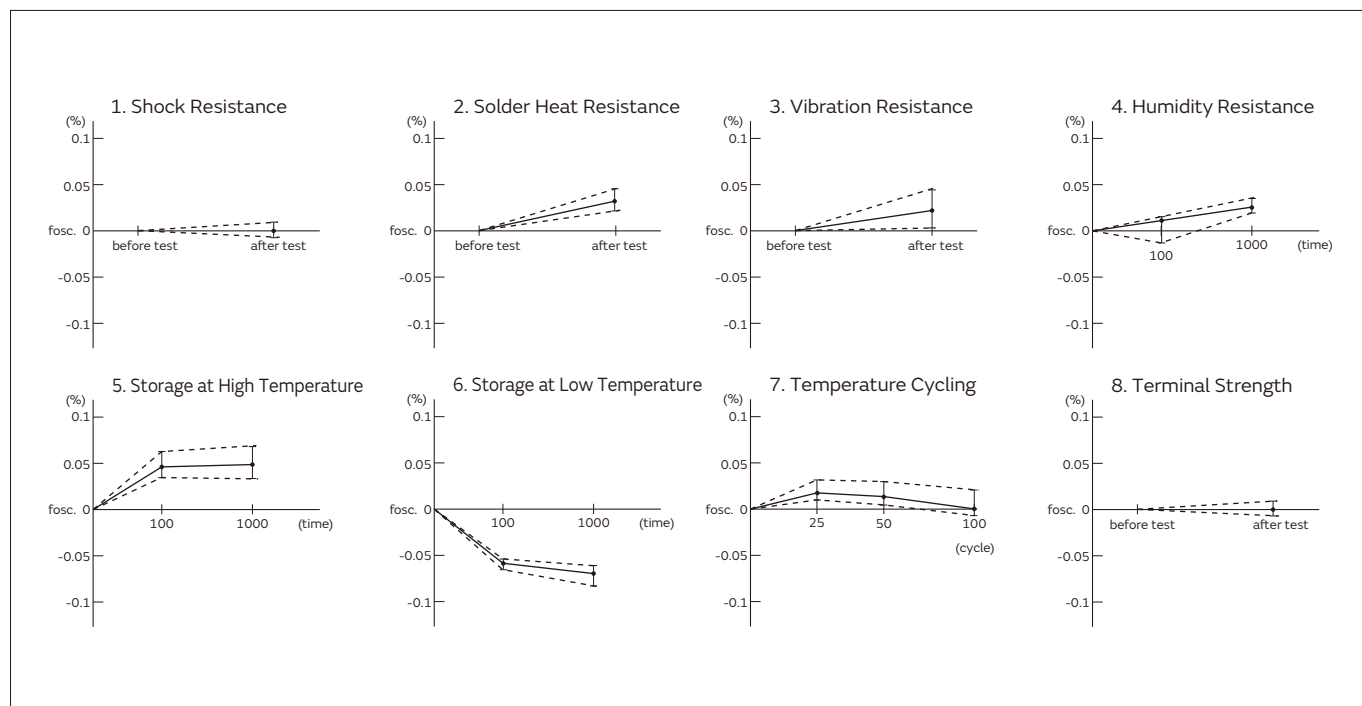 1. Shock Resistance
(%)
0.1
0.05
fosc. 0
-0.05
-0.1
before test
after test
2. Solder Heat Resistance
(%)
0.1
0.05
fosc. 0
-0.05
-0.1
before test
after test
3. Vibration Resistance
(%)
0.1
0.05
fosc. 0
-0.05
-0.1
before test
after test
4. Humidity Resistance
(%)
0.1
0.05
fosc. 0
-0.05
-0.1
100
1000
(time)
5. Storage at High Temperature
(%)
0.1
0.05
fosc. 0
-0.05
-0.1
100
1000
(time)
6. Storage at Low Temperature
(%)
0.1
0.05
fosc. 0
-0.05
-0.1
100
1000
(time)
7. Temperature Cycling
(%)
0.1
0.05
fosc. 0
-0.05
-0.1
25
50
100
(cycle)
8. Terminal Strength
(%)
0.1
0.05
fosc. 0
-0.05
-0.1
before test
after test